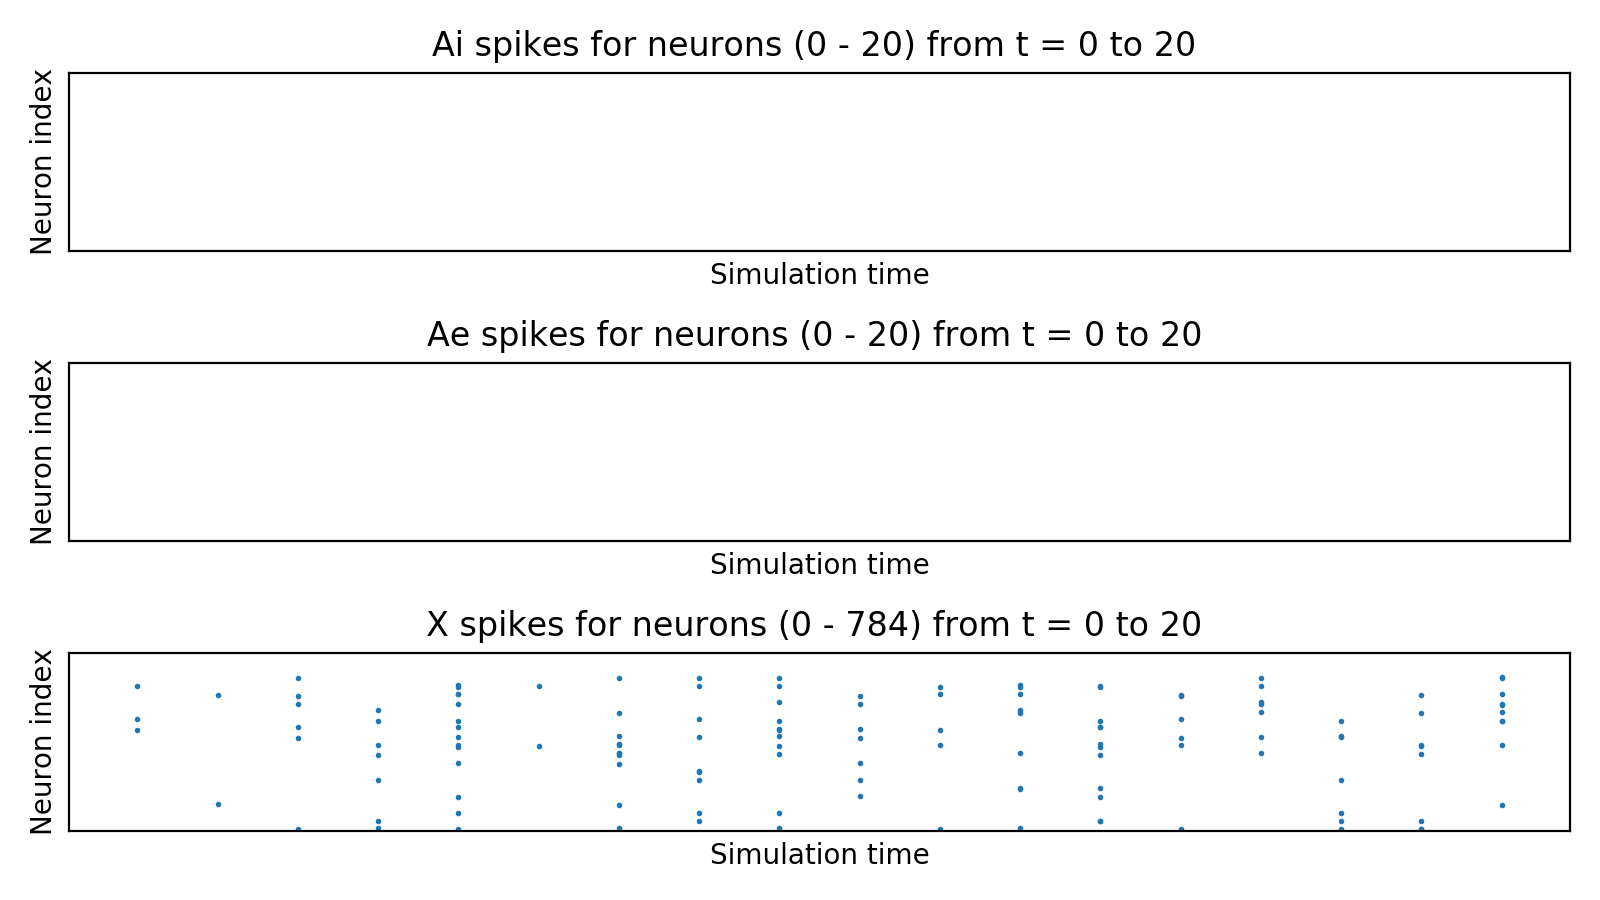 Ai spikes for neurons (0 - 20) from t = 0 to 20
Neuron index
Simulation time
Ae spikes for neurons (0 - 20) from t = 0 to 20
Neuron index
Simulation time
X spikes for neurons (0 - 784) from t = 0 to 20
Neuron index
Simulation time